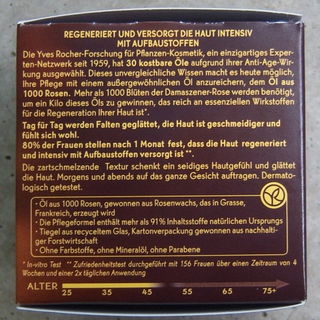 REGENERIERT UND VERSORGT DIE HAUT INTENSIV
MIT AUFBAUSTOFFEN
Die Yves Rocher-Forschung für Pflanzen-Kosmetik, ein einzigartiges Exper-
ten-Netzwerk seit 1959, hat 30 kostbare Öle aufgrund ihrer Anti-Age-Wir-
kung ausgewählt. Dieses unvergleichliche Wissen macht es heute möglich,
Ihre Pflege mit einem außergewöhnlichen Öl anzureichern, dem Öl aus
1000 Rosen. Mehr als 1000 Blüten der Damaszener-Rose werden benötigt,
um ein Kilo dieses Öls zu gewinnen, das reich an essenziellen Wirkstoffen
für die Regeneration Ihrer Haut ist*.
Tag für Tag werden Falten geglättet, die Haut ist geschmeidiger und
fühlt sich wohl.
80% der Frauen stellen nach 1 Monat fest, dass die Haut regeneriert
und intensiv mit Aufbaustoffen versorgt ist **.
Die zartschmelzende Textur schenkt ein seidiges Hautgefühl und glättet
die Haut. Morgens und abends auf das ganze Gesicht auftragen. Dermato-
logisch getestet.
Öl aus 1000 Rosen, gewonnen aus Rosenwachs, das in Grasse,
Frankreich, erzeugt wird
Die Pflegeformel enthält mehr als 91% Inhaltsstoffe natürlichen Ursprungs
Tiegel aus recyceltem Glas, Kartonverpackung gewonnen aus nachhalti-
ger Forstwirtschaft
Ohne Farbstoffe, ohne Mineralöl, ohne Parabene
* In-vitro Test ** Zufriedenheitstest durchgeführt mit 156 Frauen über einen Zeitraum von 4
Wochen und einer 2x täglichen Anwendung
ALTER 25 35 45 55 65 75+